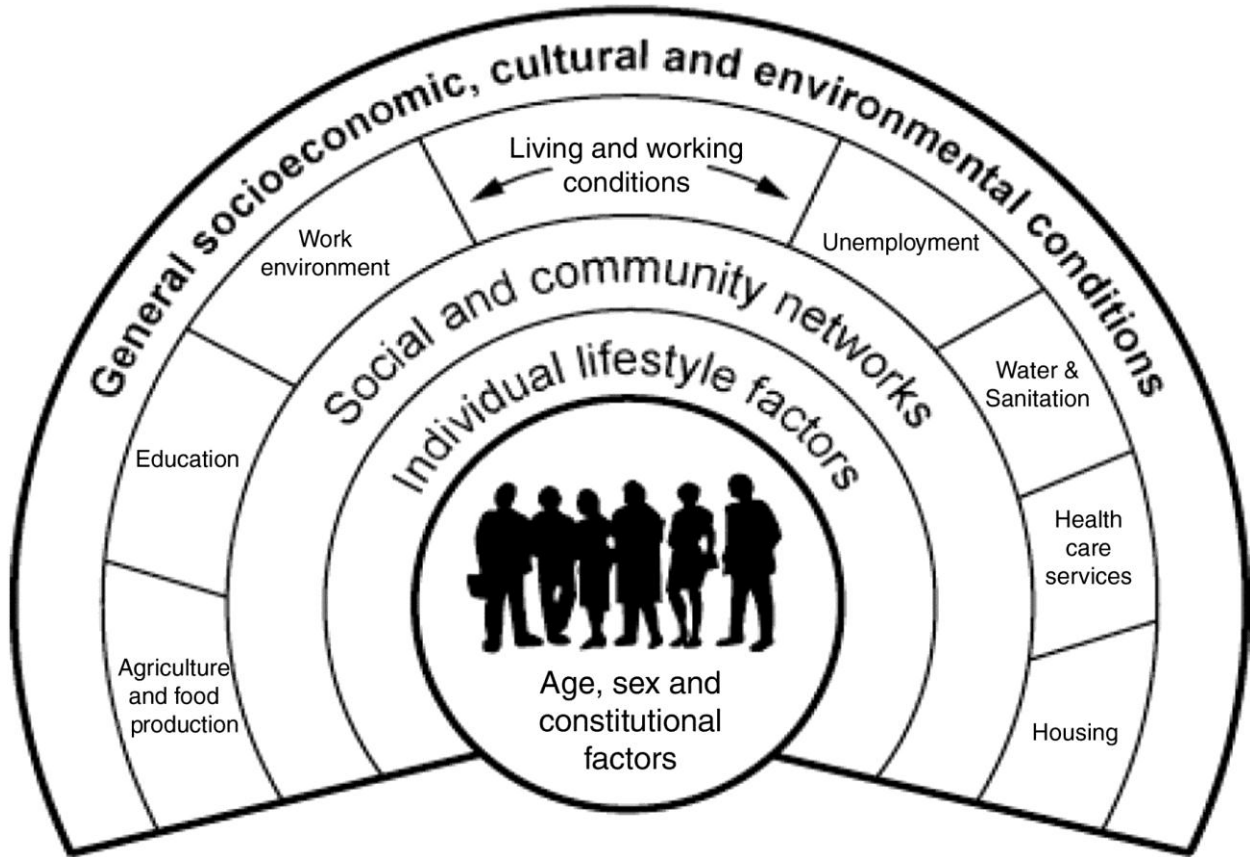 General socioeconomic, cultural and environmental conditions
Living and working
conditions
Work
environment
Unemployment
Education
Water &
Sanitation
Agriculture
and food
production
Health
care
services
Housing
Social and community networks
Individual lifestyle factors
Age, sex and
constitutional
factors